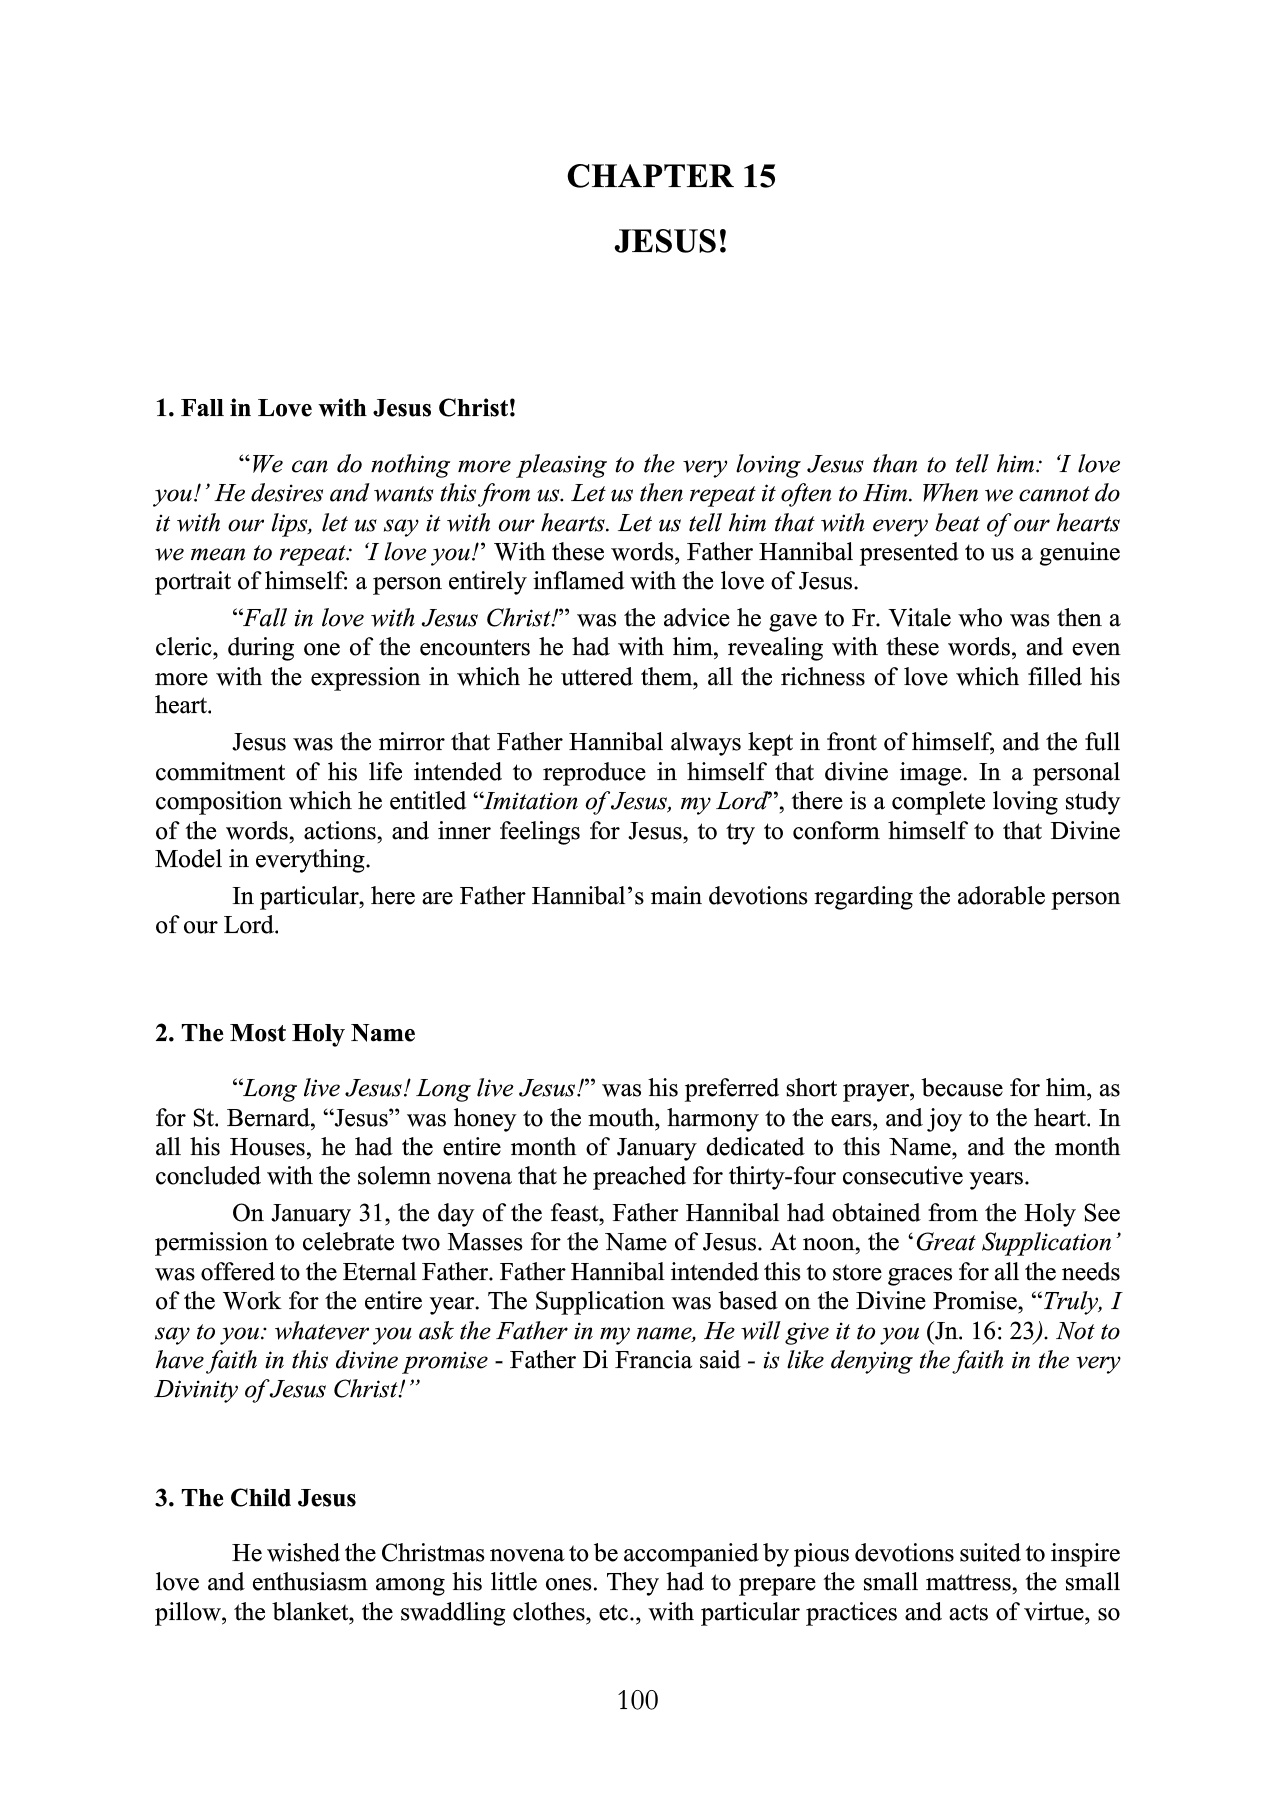 CHAPTER 15
JESUS!
1. Fall in Love with Jesus Christ!
“We can do nothing more pleasing to the very loving Jesus than to tell him: ‘I love
you!’ He desires and wants this from us. Let us then repeat it often to Him. When we cannot do
it with our lips, let us say it with our hearts. Let us tell him that with every beat of our hearts
we mean to repeat: ‘I love you!’ With these words, Father Hannibal presented to us a genuine
portrait of himself: a person entirely inflamed with the love of Jesus.
“Fall in love with Jesus Christ!” was the advice he gave to Fr. Vitale who was then a
cleric, during one of the encounters he had with him, revealing with these words, and even
more with the expression in which he uttered them, all the richness of love which filled his
heart.
Jesus was the mirror that Father Hannibal always kept in front of himself, and the full
commitment of his life intended to reproduce in himself that divine image. In a personal
composition which he entitled “Imitation of Jesus, my Lord”, there is a complete loving study
of the words, actions, and inner feelings for Jesus, to try to conform himself to that Divine
Model in everything.
In particular, here are Father Hannibal’s main devotions regarding the adorable person
of our Lord.
2. The Most Holy Name
“Long live Jesus! Long live Jesus!” was his preferred short prayer, because for him, as
for St. Bernard, “Jesus” was honey to the mouth, harmony to the ears, and joy to the heart. In
all his Houses, he had the entire month of January dedicated to this Name, and the month
concluded with the solemn novena that he preached for thirty-four consecutive years.
On January 31, the day of the feast, Father Hannibal had obtained from the Holy See
permission to celebrate two Masses for the Name of Jesus. At noon, the ‘Great Supplication’
was offered to the Eternal Father. Father Hannibal intended this to store graces for all the needs
of the Work for the entire year. The Supplication was based on the Divine Promise, “Truly, I
say to you: whatever you ask the Father in my name, He will give it to you (Jn. 16: 23). Not to
have faith in this divine promise - Father Di Francia said - is like denying the faith in the very
Divinity of Jesus Christ!”
3. The Child Jesus
He wished the Christmas novena to be accompanied by pious devotions suited to inspire
love and enthusiasm among his little ones. They had to prepare the small mattress, the small
pillow, the blanket, the swaddling clothes, etc., with particular practices and acts of virtue, so
100